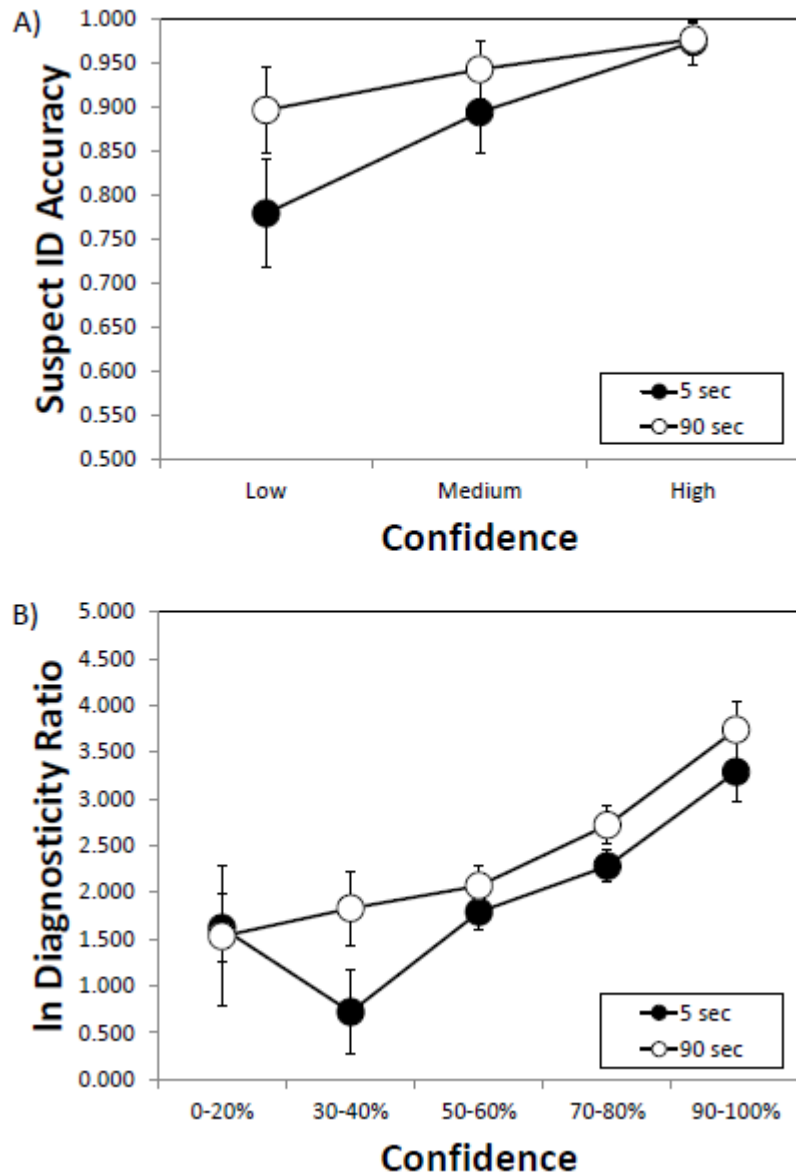 A)
Suspect ID Accuracy
1.000
0.950
0.900
0.850
0.800
0.750
0.700
0.650
0.600
0.550
0.500
5 sec
90 sec
Low Medium High
Confidence
B)
ln Diagnosticity Ratio
5.000
4.500
4.000
3.500
3.000
2.500
2.000
1.500
1.000
0.500
0.000
5 sec
90 sec
0-20% 30-40% 50-60% 70-80% 90-100%
Confidence